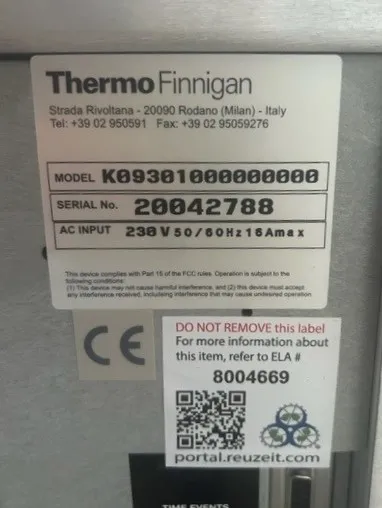 Thermo Finnigan
Strada Rivoltana - 20090 Rodano (Milan) - Italy
Tel: +39 02 950591 Fax: +39 02 95059276
MODEL K09301000000000
SERIAL No. 20042788
AC INPUT 230V 50/60Hz 16Amax
This device complies with Part 15 of the FCC rules. Operation is subject to the
following conditions:
(1) This device may not cause harmful interference, and (2) this device must accept
any interference received, including interference that may cause undesired operation
CE
DO NOT REMOVE this label
For more information about
this item, refer to ELA #
8004669
portal.reuzeit.com
TIME EVENTS